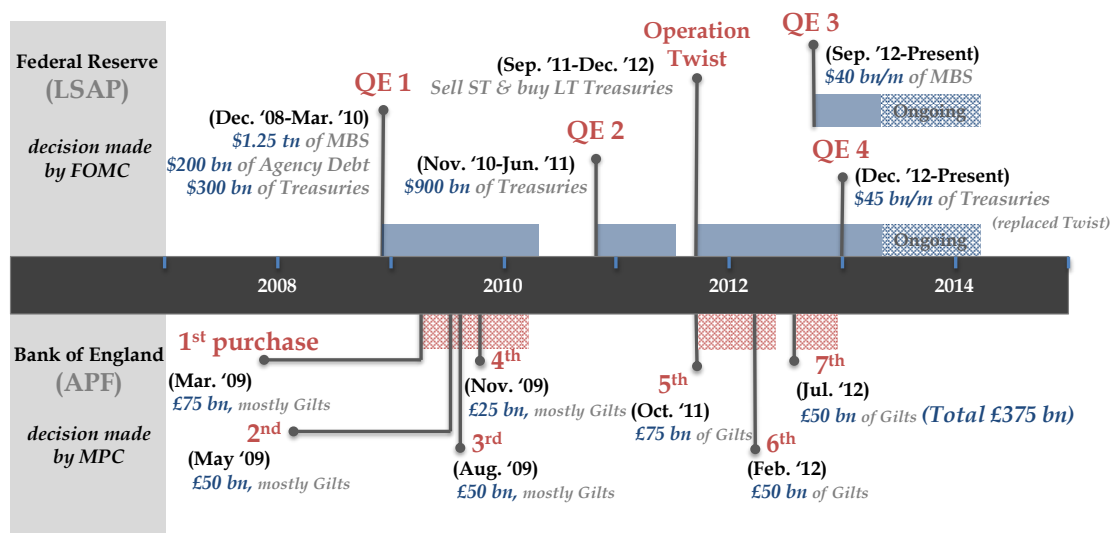 Federal Reserve
(LSAP)
decision made
by FOMC
QE 1
(Dec. ‘08-Mar. ’10)
$1.25 tn of MBS
$200 bn of Agency Debt
$300 bn of Treasuries
QE 2
(Nov. ’10-Jun. ’11)
$900 bn of Treasuries
Operation
Twist
(Sep. ’11-Dec. ’12)
Sell ST & buy LT Treasuries
QE 3
(Sep. ’12-Present)
$40 bn/m of MBS
Ongoing
QE 4
(Dec. ’12-Present)
$45 bn/m of Treasuries
(replaced Twist)
Ongoing
2008
2010
2012
2014
Bank of England
(APF)
decision made
by MPC
1st purchase
(Mar. ‘09)
£75 bn, mostly Gilts
2nd
(May ‘09)
£50 bn, mostly Gilts
3rd
(Aug. ‘09)
£50 bn, mostly Gilts
4th
(Nov. ‘09)
£25 bn, mostly Gilts
5th
(Oct. ‘11)
£75 bn of Gilts
6th
(Feb. ‘12)
£50 bn of Gilts
7th
(Jul. ‘12)
£50 bn of Gilts (Total £375 bn)